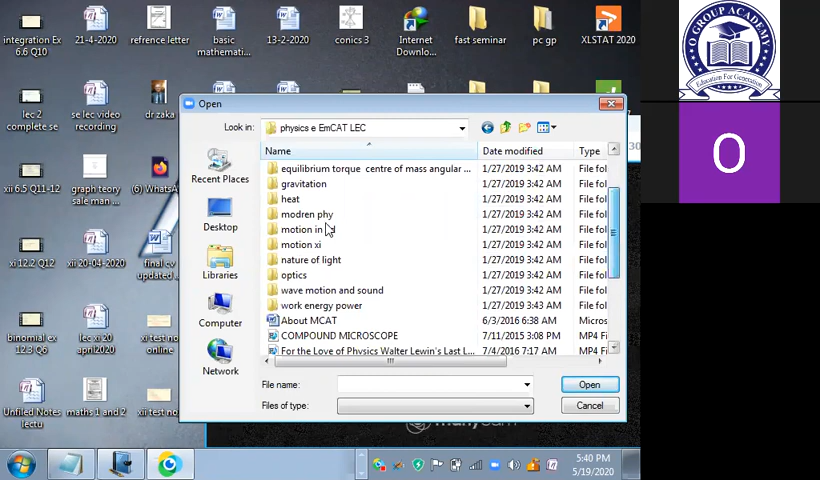 integration Ex
6.6 Q10
21-4-2020
refrence letter
basic
mathemati...
13-2-2020
conics 3
Internet
Downlo...
fast seminar
pc gp
XLSTAT 2020
O GROUP ACADEMY
Education For Generation
O
lec 2
complete.se
se lec video
recording
dr zaka
xii 6.5 Q11-12
graph teory
sale man ...
(6) WhatsA
xi 12.2 Q12
xii 20-04-2020
final cv
updated ...
binomial ex
12.3 Q6
lec xi 20
april2020
xi test no
online
Unfiled Notes
lectu
maths 1 and 2
xii test no
Open
Look in:
physics e EmCAT LEC
Recent Places
Desktop
Libraries
Computer
Network
Name
Date modified
Type
equilibrium torque centre of mass angular ...
1/27/2019 3:42 AM
File fol
gravitation
1/27/2019 3:42 AM
File fol
heat
1/27/2019 3:42 AM
File fol
modren phy
1/27/2019 3:42 AM
File fol
motion in
1/27/2019 3:42 AM
File fol
motion xi
1/27/2019 3:42 AM
File fol
nature of light
1/27/2019 3:42 AM
File fol
optics
1/27/2019 3:42 AM
File fol
wave motion and sound
1/27/2019 3:42 AM
File fol
work energy power
1/27/2019 3:43 AM
File fol
About MCAT
6/3/2016 6:38 AM
Micros
COMPOUND MICROSCOPE
7/11/2015 3:08 PM
MP4 F
For the Love of Physics Walter Lewin's Last L...
7/4/2016 7:17 AM
MP4 F
File name:
Open
Files of type:
Cancel
5:40 PM
5/19/2020